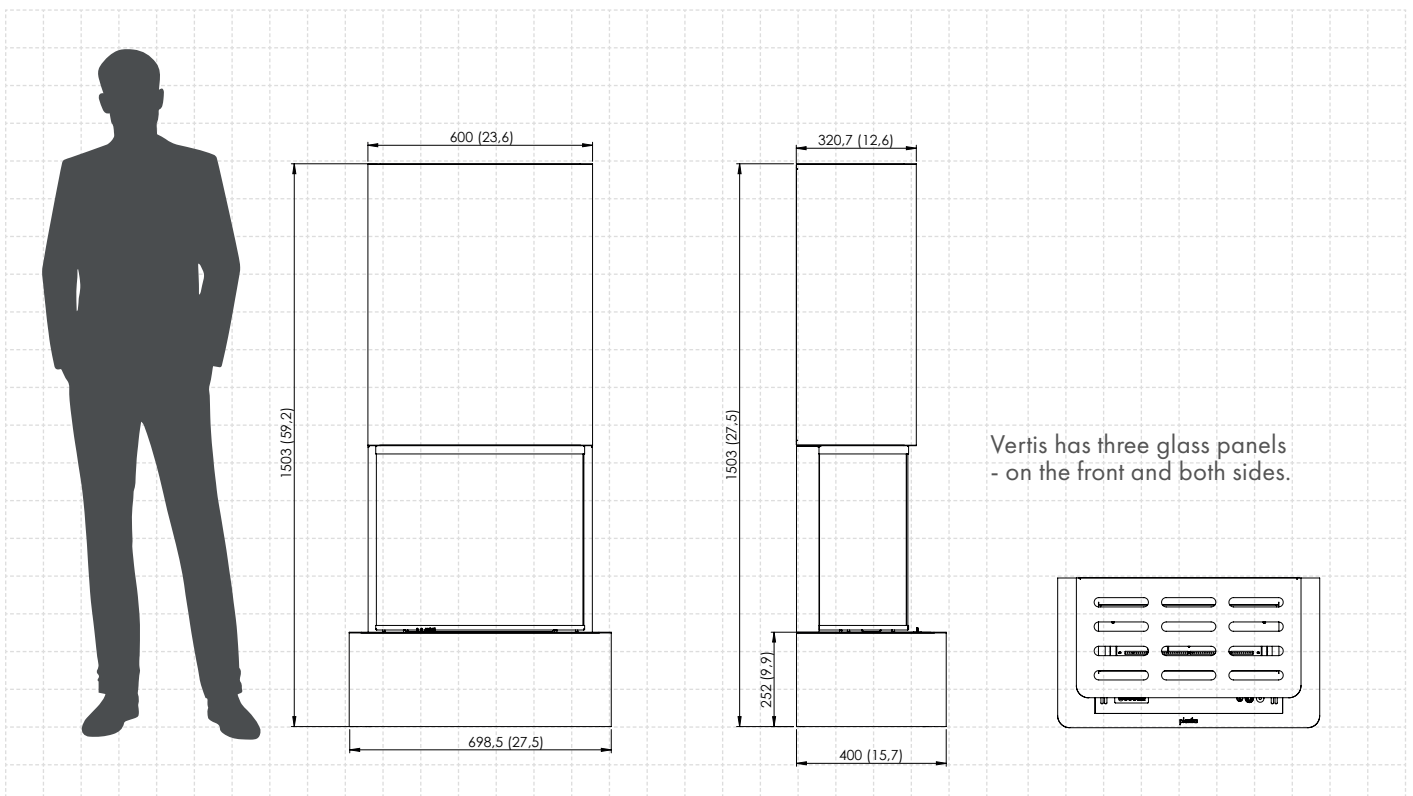 600 (23,6)
320,7 (12,6)
1503 (59,2)
1503 (27,5)
Vertis has three glass panels
- on the front and both sides.
252 (9,9)
planika
698,5 (27,5)
400 (15,7)